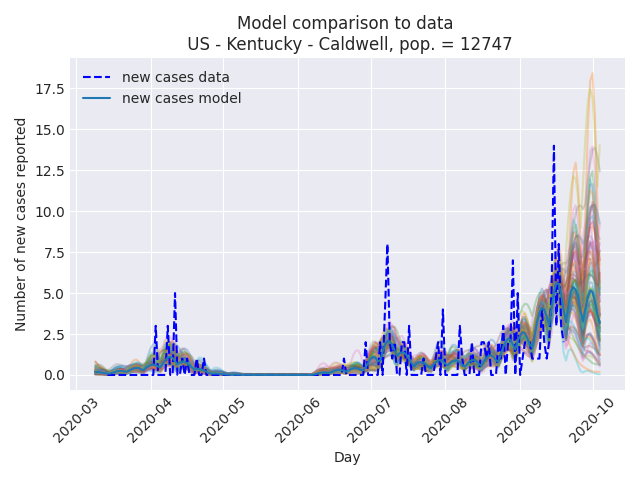 Model comparison to data
US - Kentucky - Caldwell, pop. = 12747
new cases data
new cases model
Number of new cases reported
17.5
15.0
12.5
10.0
7.5
5.0
2.5
0.0
2020-03
2020-04
2020-05
2020-06
2020-07
2020-08
2020-09
2020-10
Day